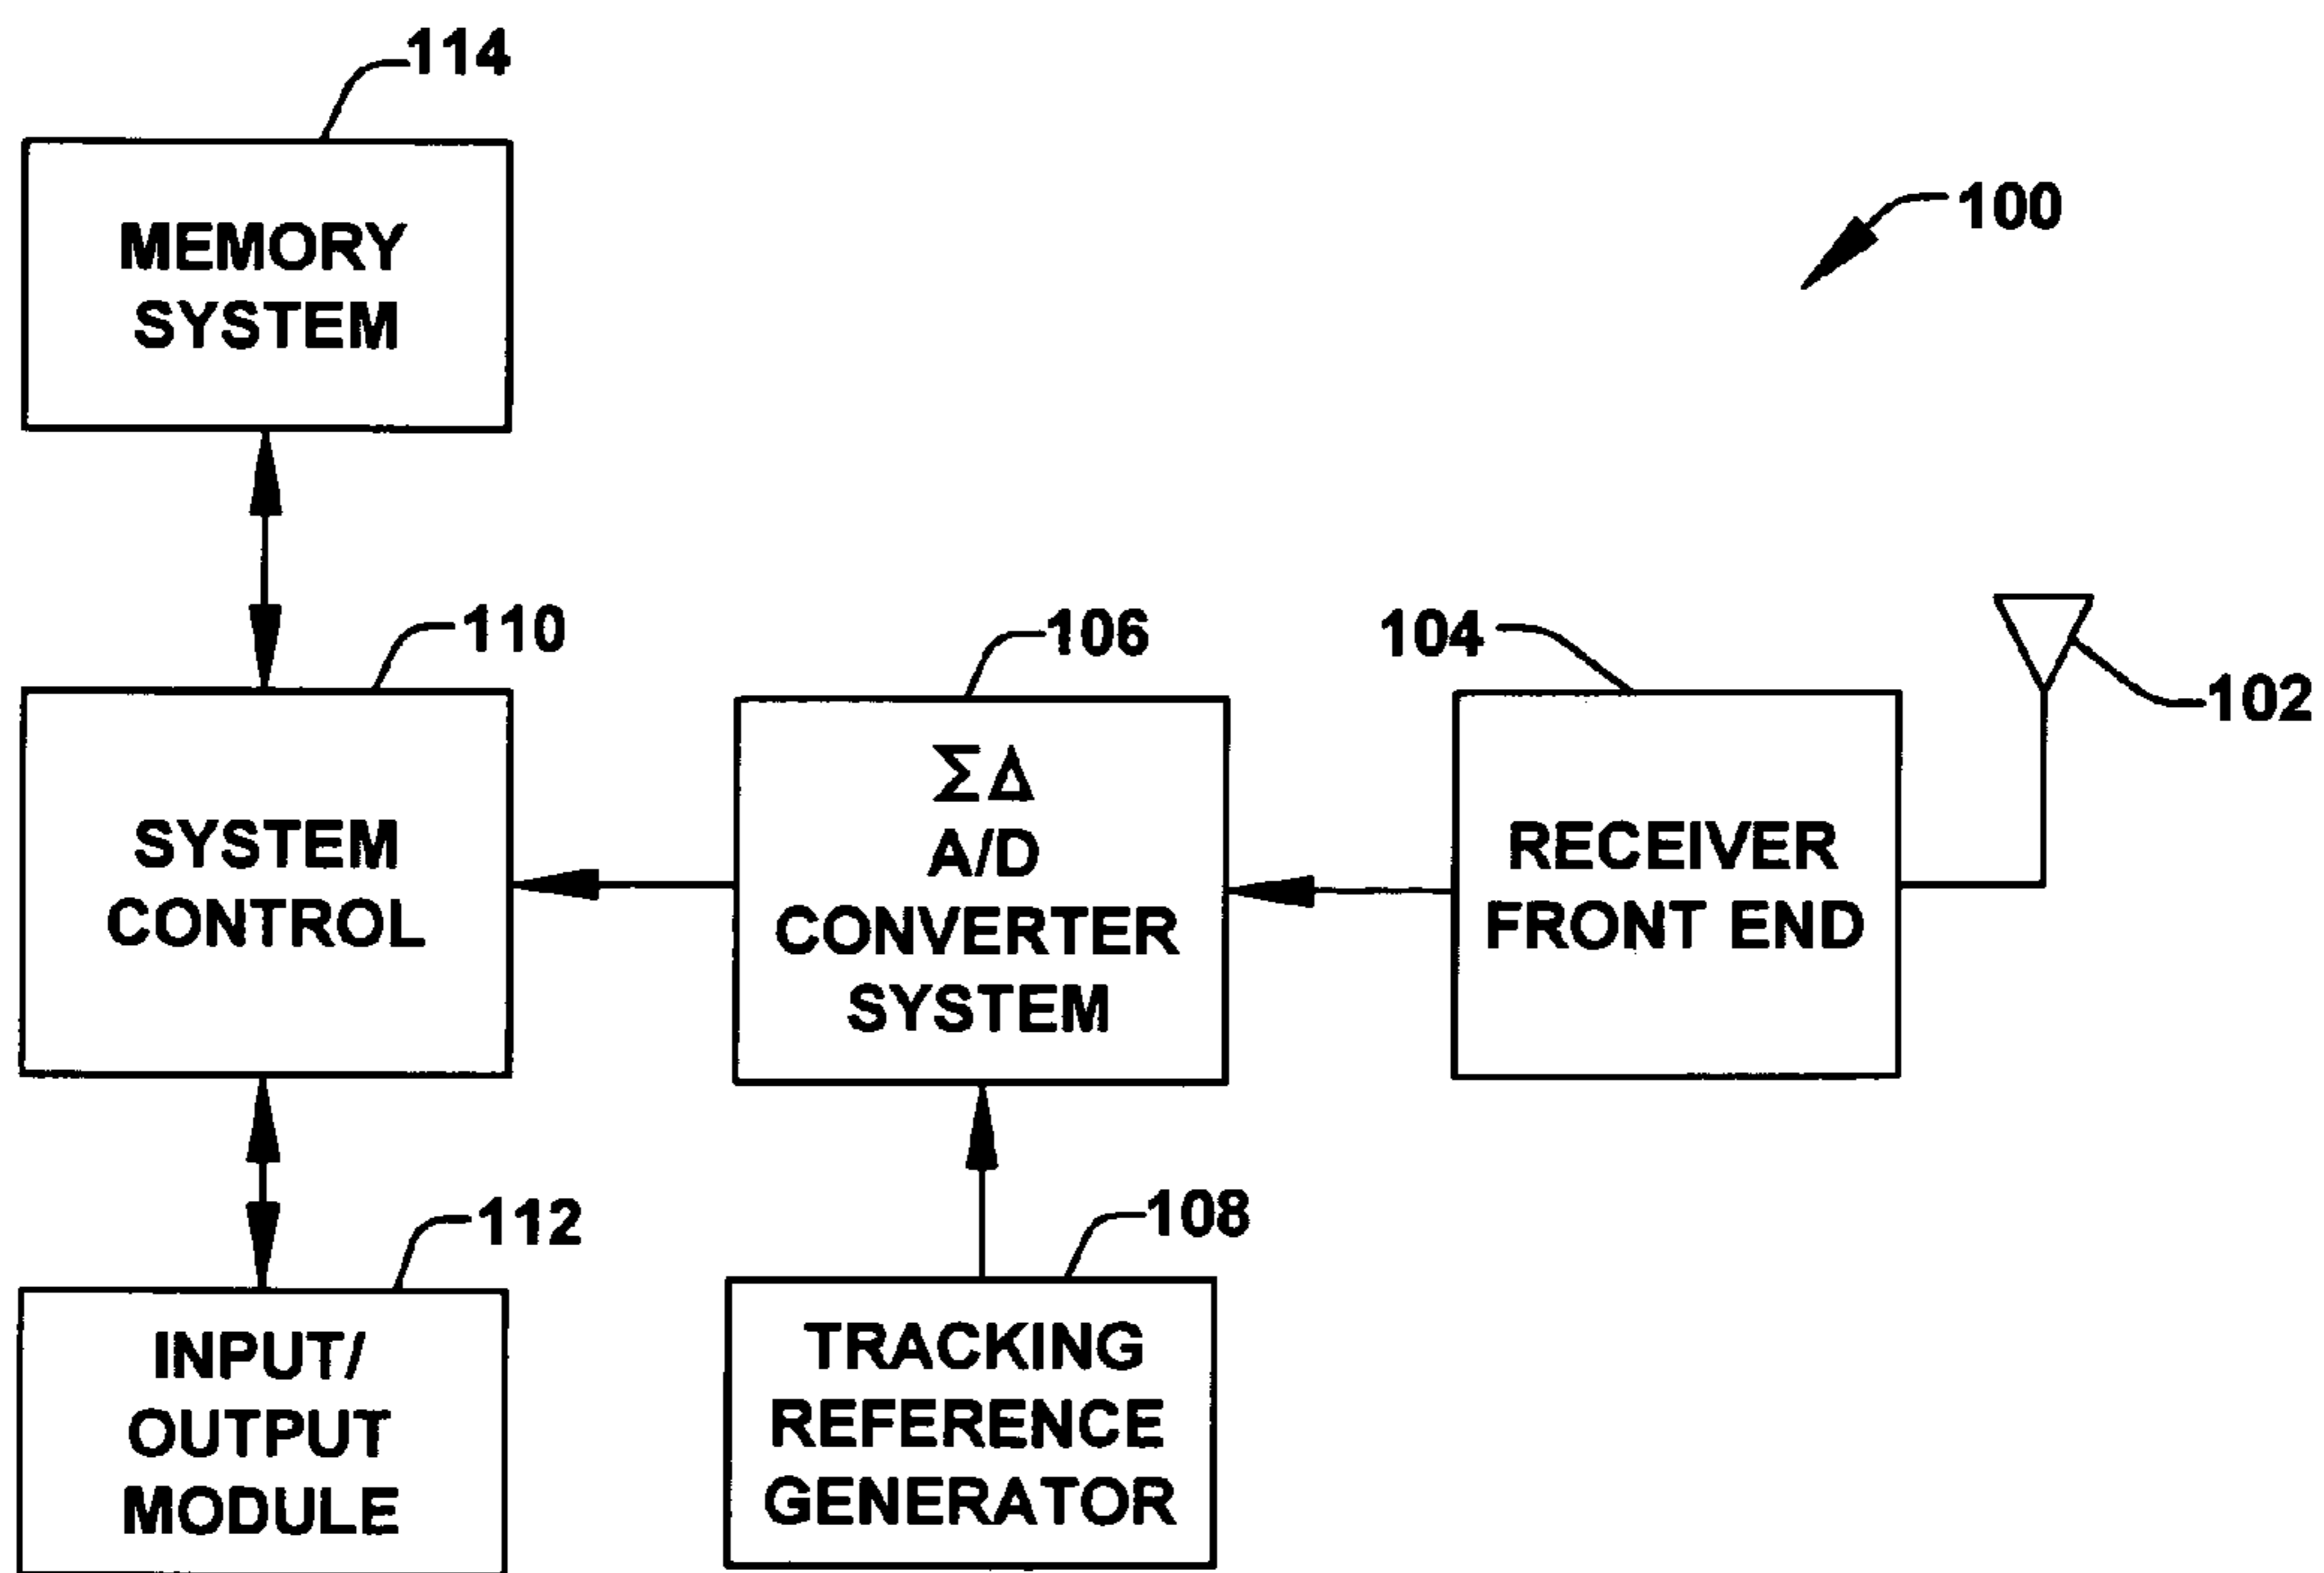 114
MEMORY
SYSTEM
100
110
106
104
102
SYSTEM
CONTROL
ΣΔ
A/D
CONVERTER
SYSTEM
RECEIVER
FRONT END
112
108
INPUT/
OUTPUT
MODULE
TRACKING
REFERENCE
GENERATOR